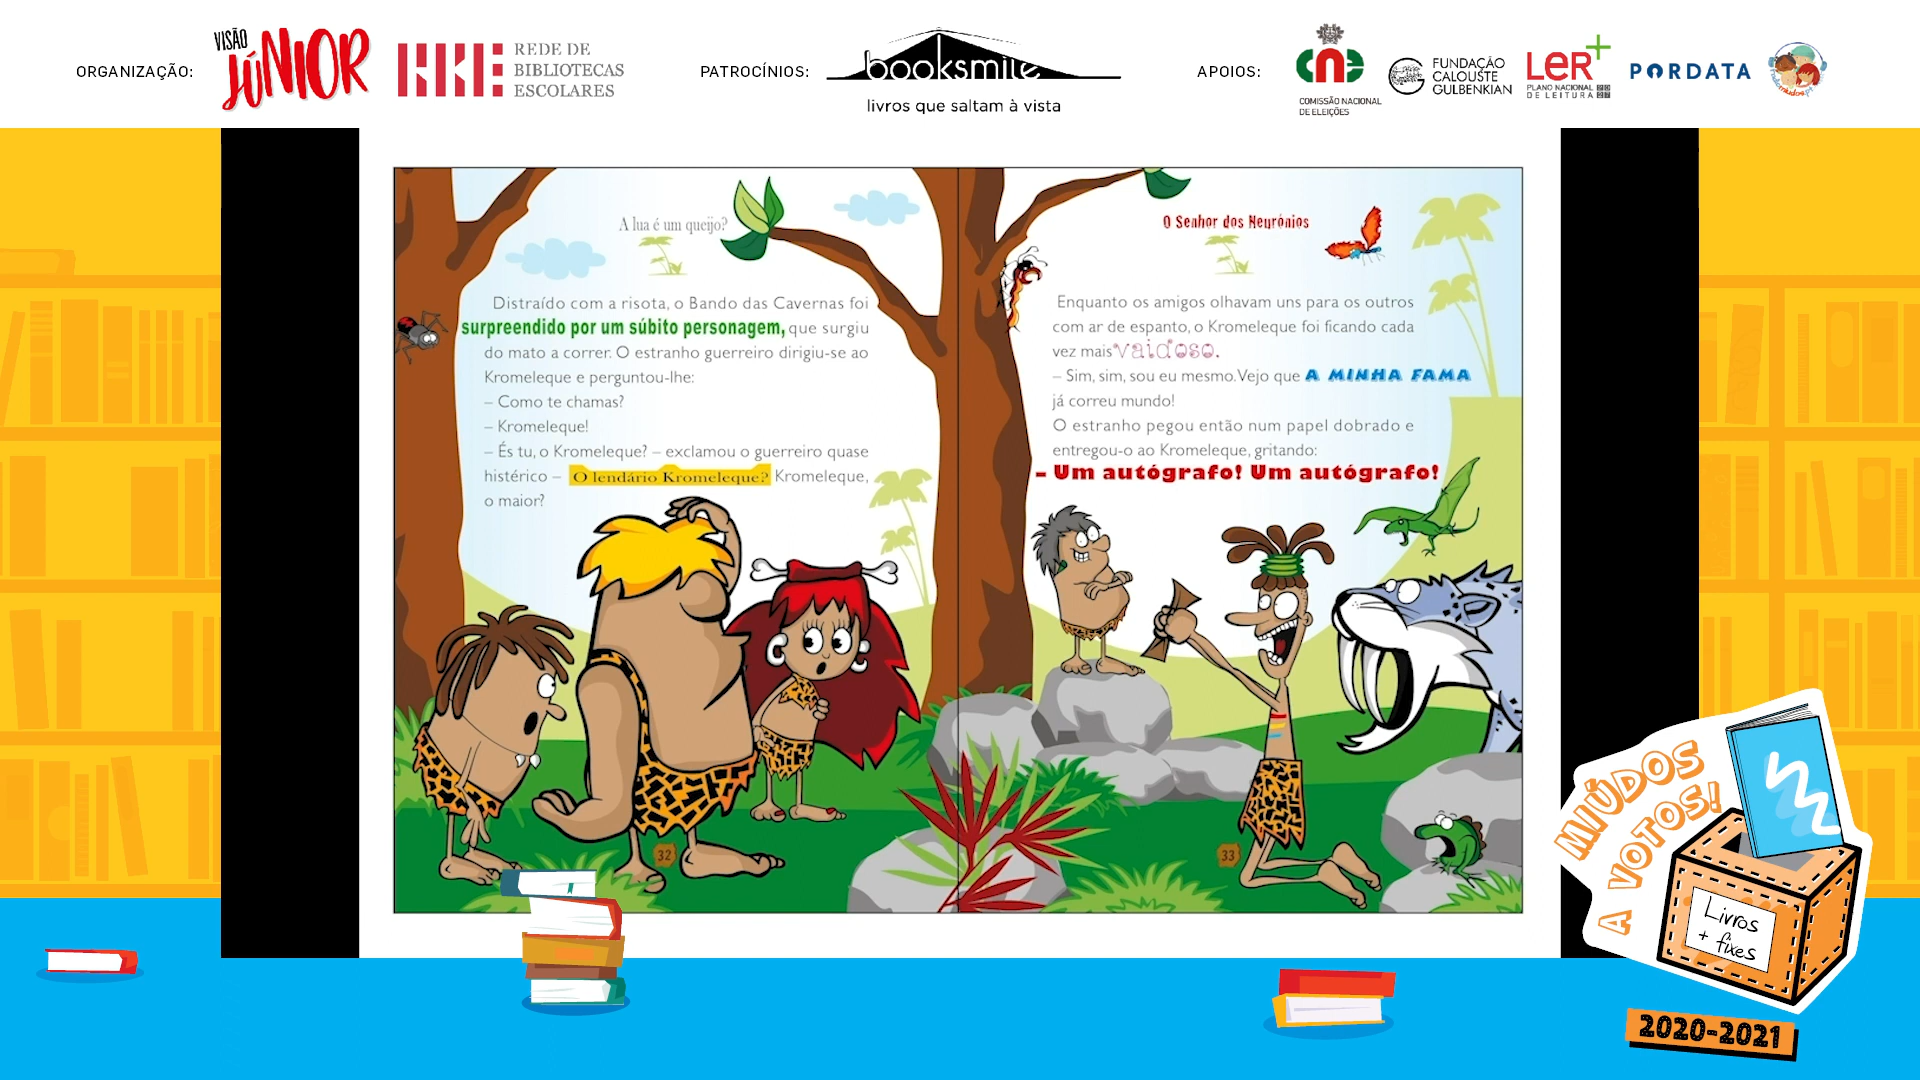 ORGANIZAÇÃO:
VISÃO
JÚNIOR
REDE DE
BIBLIOTECAS
ESCOLARES
PATROCÍNIOS:
booksmile
livros que saltam à vista
APOIOS:
cne
COMISSÃO NACIONAL
DE ELEIÇÕES
FUNDAÇÃO
CALOUSTE
GULBENKIAN
LER+
PLANO NACIONAL
DE LEITURA
PORDATA
A lua é um queijo?
Distraído com a risota, o Bando das Cavernas foi
surpreendido por um súbito personagem, que surgiu
do mato a correr. O estranho guerreiro dirigiu-se ao
Kromeleque e perguntou-lhe:
– Como te chamas?
– Kromeleque!
– És tu, o Kromeleque? – exclamou o guerreiro quase
histérico – O lendário Kromeleque? Kromeleque,
o maior?
32
O Senhor dos Neurónios
Enquanto os amigos olhavam uns para os outros
com ar de espanto, o Kromeleque foi ficando cada
vez mais vaidoso.
– Sim, sim, sou eu mesmo. Vejo que A MINHA FAMA
já correu mundo!
O estranho pegou então num papel dobrado e
entregou-o ao Kromeleque, gritando:
– Um autógrafo! Um autógrafo!
33
MIÚDOS
A VOTOS!
Livros
+ fixes
2020-2021